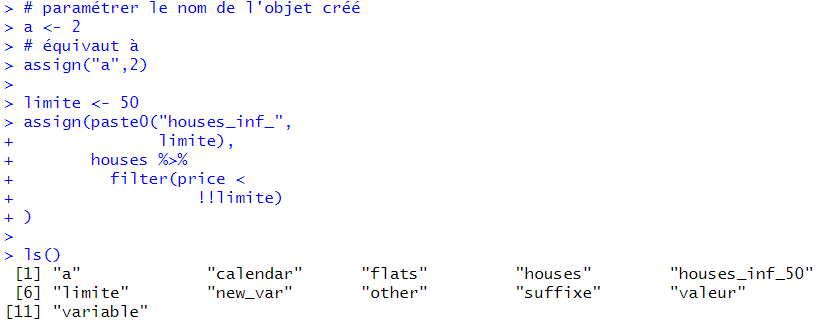 > # paramétrer le nom de l'objet créé
> a <- 2
> # équivaut à
> assign("a",2)
>
> limite <- 50
> assign(paste0("houses_inf_",
+               limite),
+        houses %>%
+          filter(price <
+                   !!limite)
+ )
>
> ls()
 [1] "a"             "calendar"      "flats"         "houses"        "houses_inf_50"
 [6] "limite"        "new_var"       "other"         "suffixe"       "valeur"
[11] "variable"